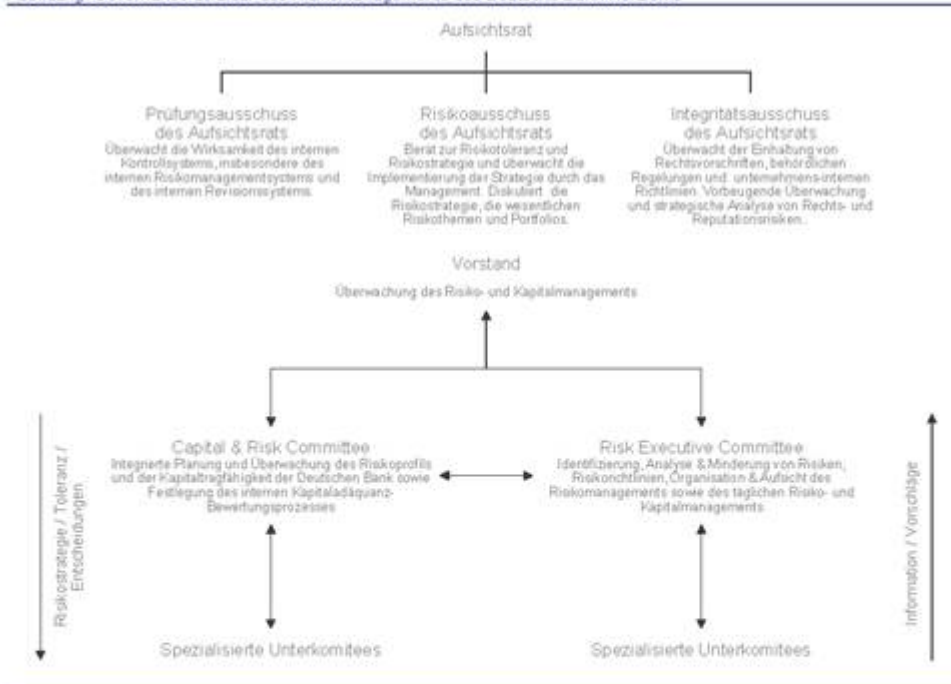 Aufsichtsrat
Prüfungsausschuss
des Aufsichtsrats
Überwacht die Wirksamkeit des internen
Kontrollsystems, insbesondere des
internen Risikomanagementsystems und
des internen Revisionssystems.
Risikoausschuss
des Aufsichtsrats
Berät zur Risikotoleranz und
Risikostrategie und überwacht die
Implementierung der Strategie durch das
Management. Diskutiert die
Risikostrategie, die wesentlichen
Risikothemen und Portfolios.
Integritätsausschuss
des Aufsichtsrats
Überwacht der Einhaltung von
Rechtsvorschriften, behördlichen
Regelungen und unternehmens-internen
Richtlinien. Vorbeugende Überwachung
und strategische Analyse von Rechts- und
Reputationsrisiken.
Vorstand
Überwachung des Risiko- und Kapitalmanagements
Risikostrategie / Toleranz /
Entscheidungen
Capital & Risk Committee
Integrierte Planung und Überwachung des Risikoprofils
und der Kapitaltragfähigkeit der Deutschen Bank sowie
Festlegung des internen Kapitaladäquanz-
Bewertungsprozesses
Risk Executive Committee
Identifizierung, Analyse & Minderung von Risiken,
Risikorichtlinien, Organisation & Aufsicht des
Risikomanagements sowie des täglichen Risiko- und
Kapitalmanagements
Information / Vorschläge
Spezialisierte Unterkomitees
Spezialisierte Unterkomitees